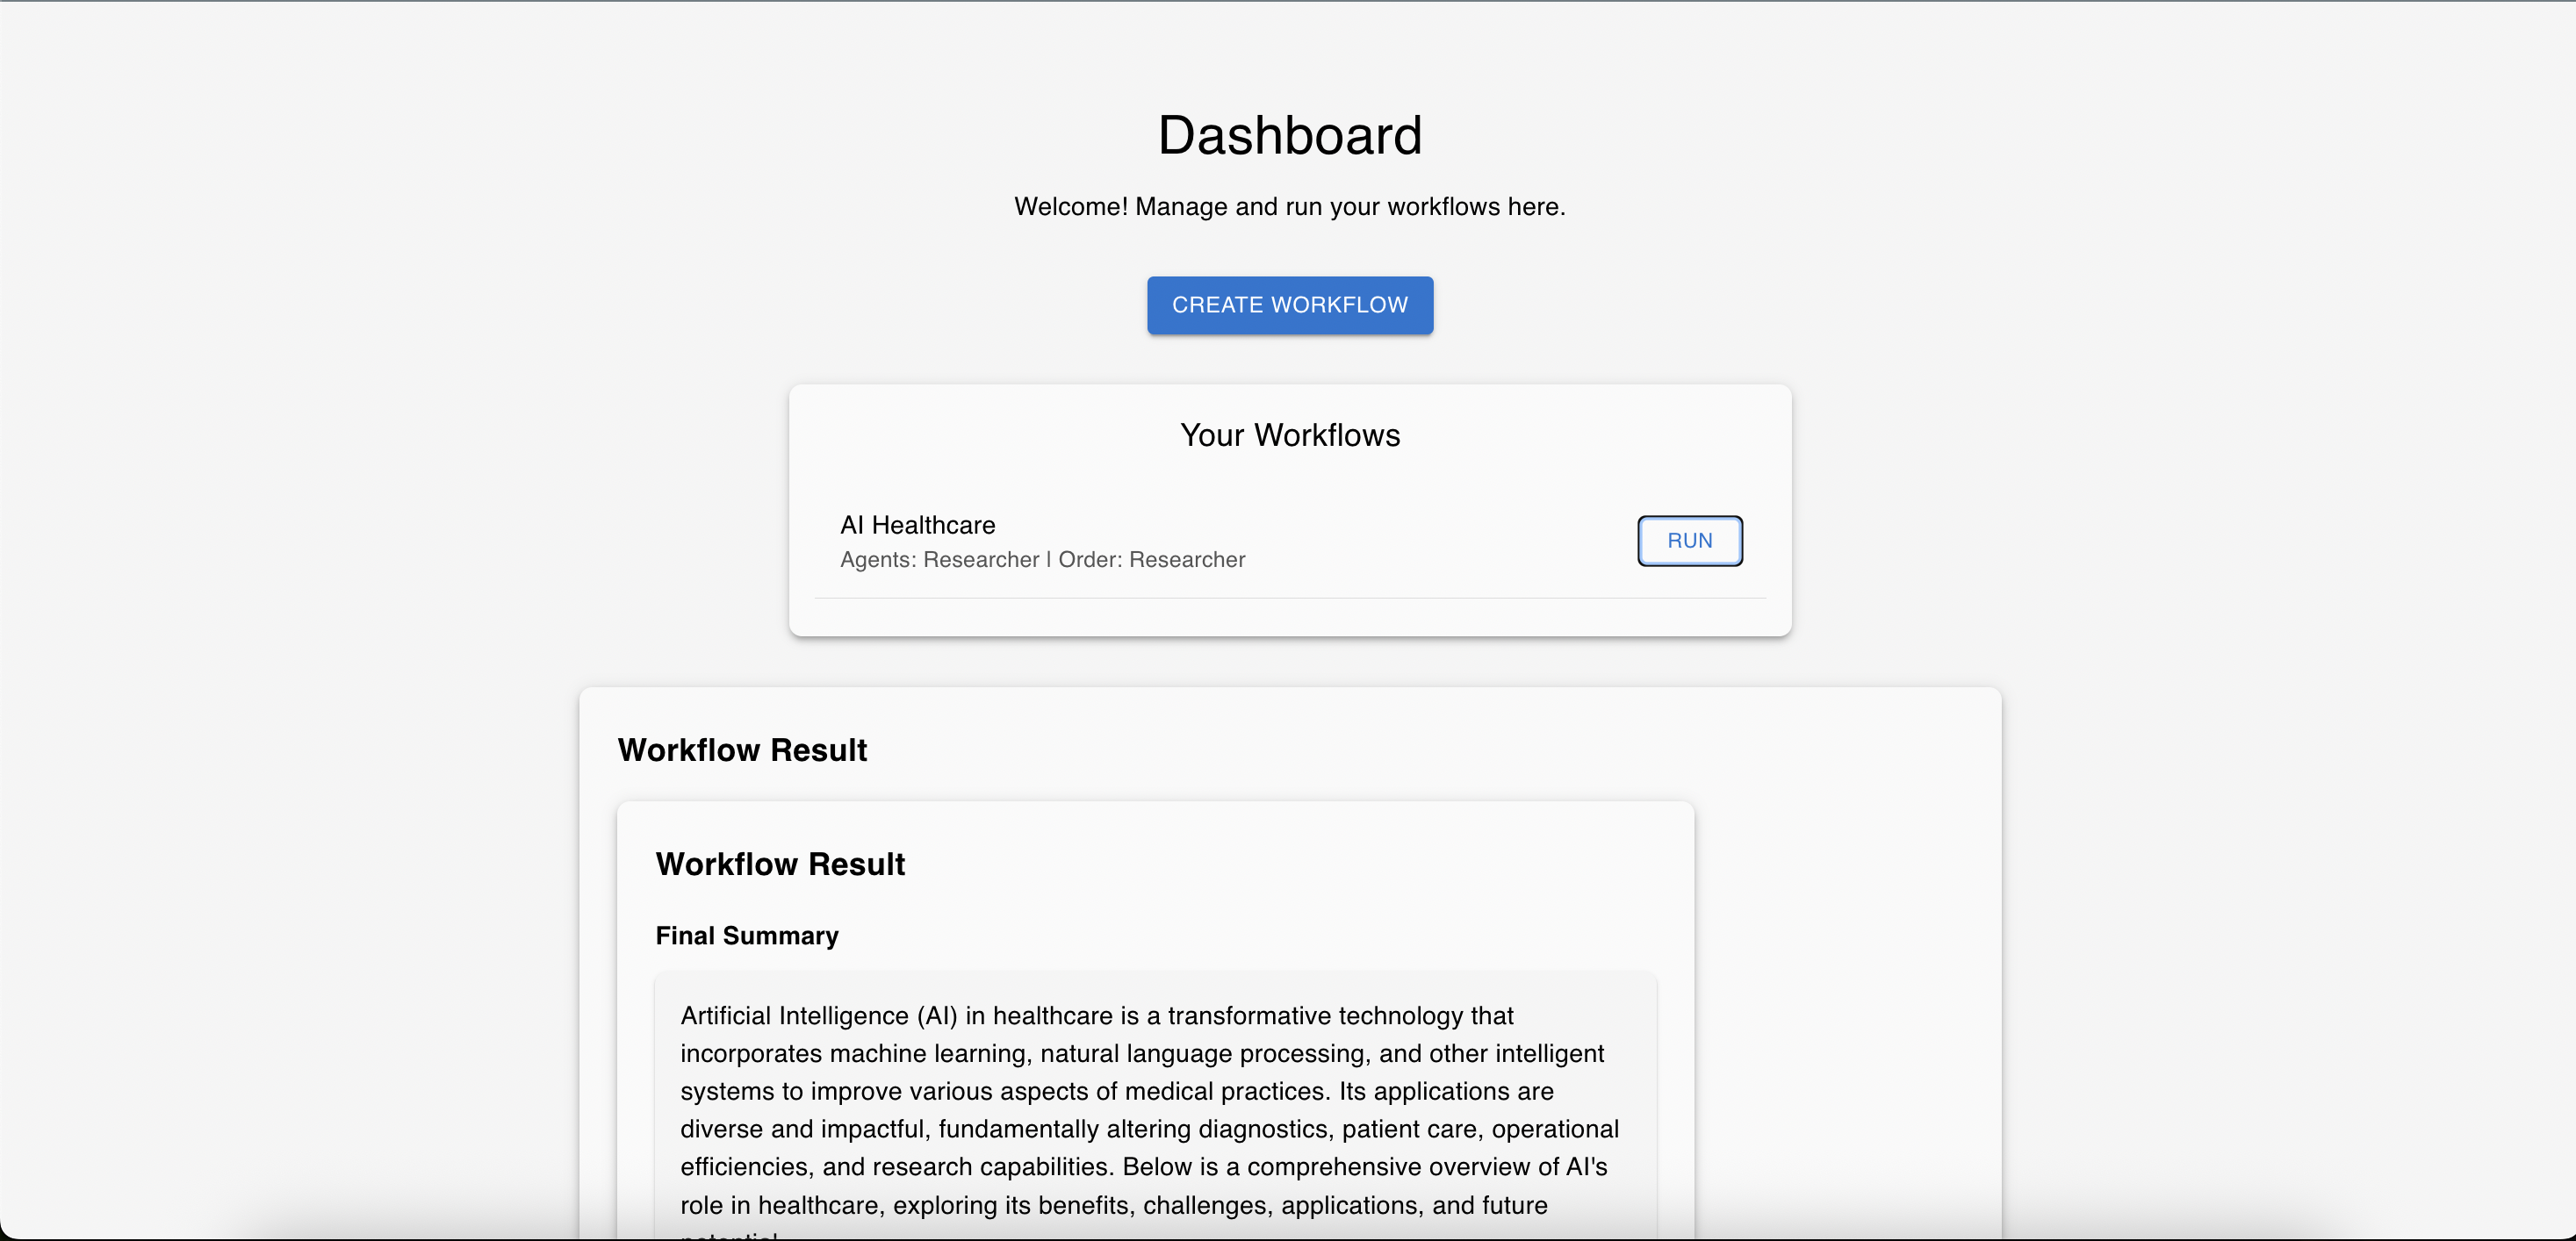 Dashboard
Welcome! Manage and run your workflows here.
CREATE WORKFLOW
Your Workflows
AI Healthcare
Agents: Researcher | Order: Researcher
RUN
Workflow Result
Workflow Result
Final Summary
Artificial Intelligence (AI) in healthcare is a transformative technology that
incorporates machine learning, natural language processing, and other intelligent
systems to improve various aspects of medical practices. Its applications are
diverse and impactful, fundamentally altering diagnostics, patient care, operational
efficiencies, and research capabilities. Below is a comprehensive overview of AI's
role in healthcare, exploring its benefits, challenges, applications, and future